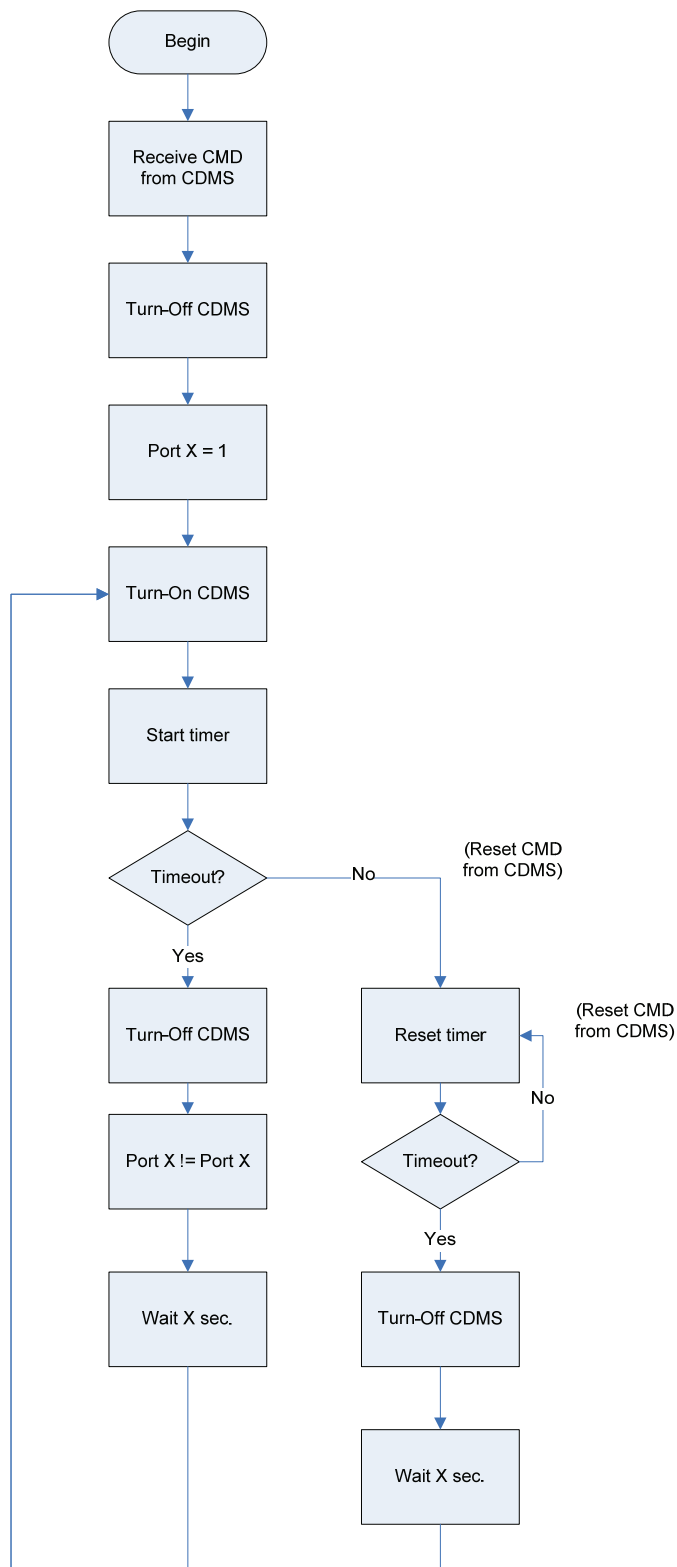 Begin
Receive CMD
from CDMS
Turn-Off CDMS
Port X = 1
Turn-On CDMS
Start timer
Timeout?
No
(Reset CMD
from CDMS)
Yes
Turn-Off CDMS
Reset timer
(Reset CMD
from CDMS)
No
Port X != Port X
Timeout?
Yes
Wait X sec.
Turn-Off CDMS
Wait X sec.